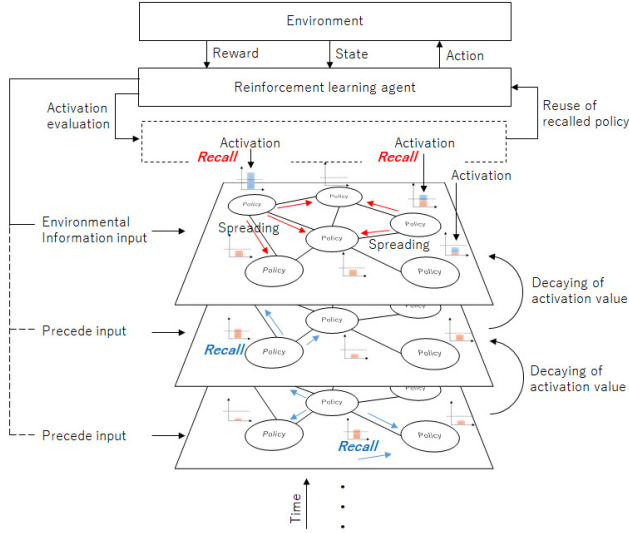 Environment
Reward
State
Action
Reinforcement learning agent
Activation
evaluation
Reuse of
recalled policy
Activation
Activation
Recall
Recall
Activation
Policy
Policy
Policy
Spreading
Environmental
Information input
Policy
Spreading
Policy
Policy
Decaying of
activation value
Policy
Precede input
Recall
Policy
Policy
Decaying of
activation value
Policy
Precede input
Policy
Policy
Recall
Time